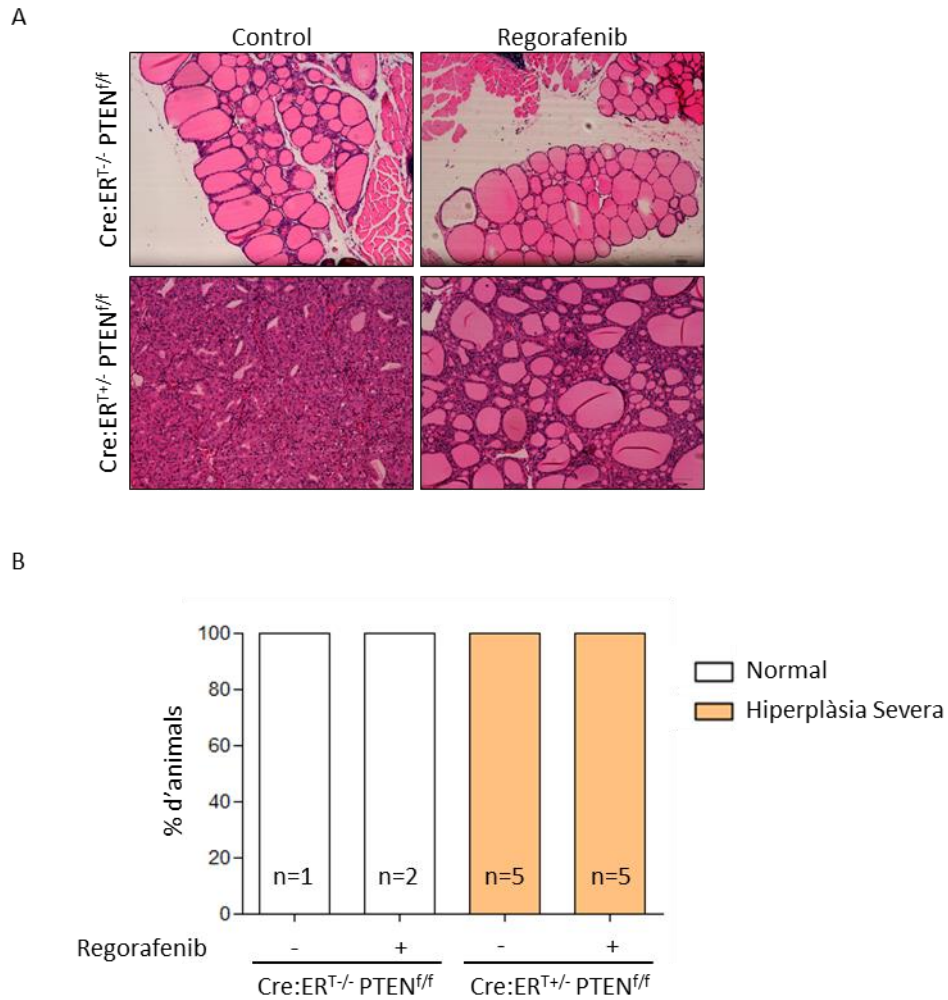 A
Control Regorafenib
Cre:ERT-/- PTENf/f
Cre:ERT+/- PTENf/f
B
% d'animals
100
80
60
40
20
0
n=1 n=2 n=5 n=5
Normal
Hiperplàsia Severa
Regorafenib - + - +
Cre:ERT-/- PTENf/f Cre:ERT+/- PTENf/f